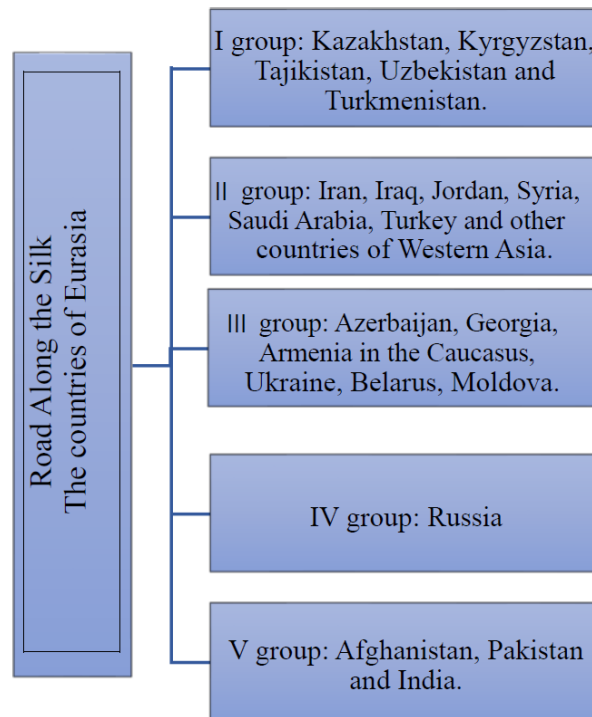 Road Along the Silk
The countries of Eurasia
I group: Kazakhstan, Kyrgyzstan,
Tajikistan, Uzbekistan and
Turkmenistan.
II group: Iran, Iraq, Jordan, Syria,
Saudi Arabia, Turkey and other
countries of Western Asia.
III group: Azerbaijan, Georgia,
Armenia in the Caucasus,
Ukraine, Belarus, Moldova.
IV group: Russia
V group: Afghanistan, Pakistan
and India.